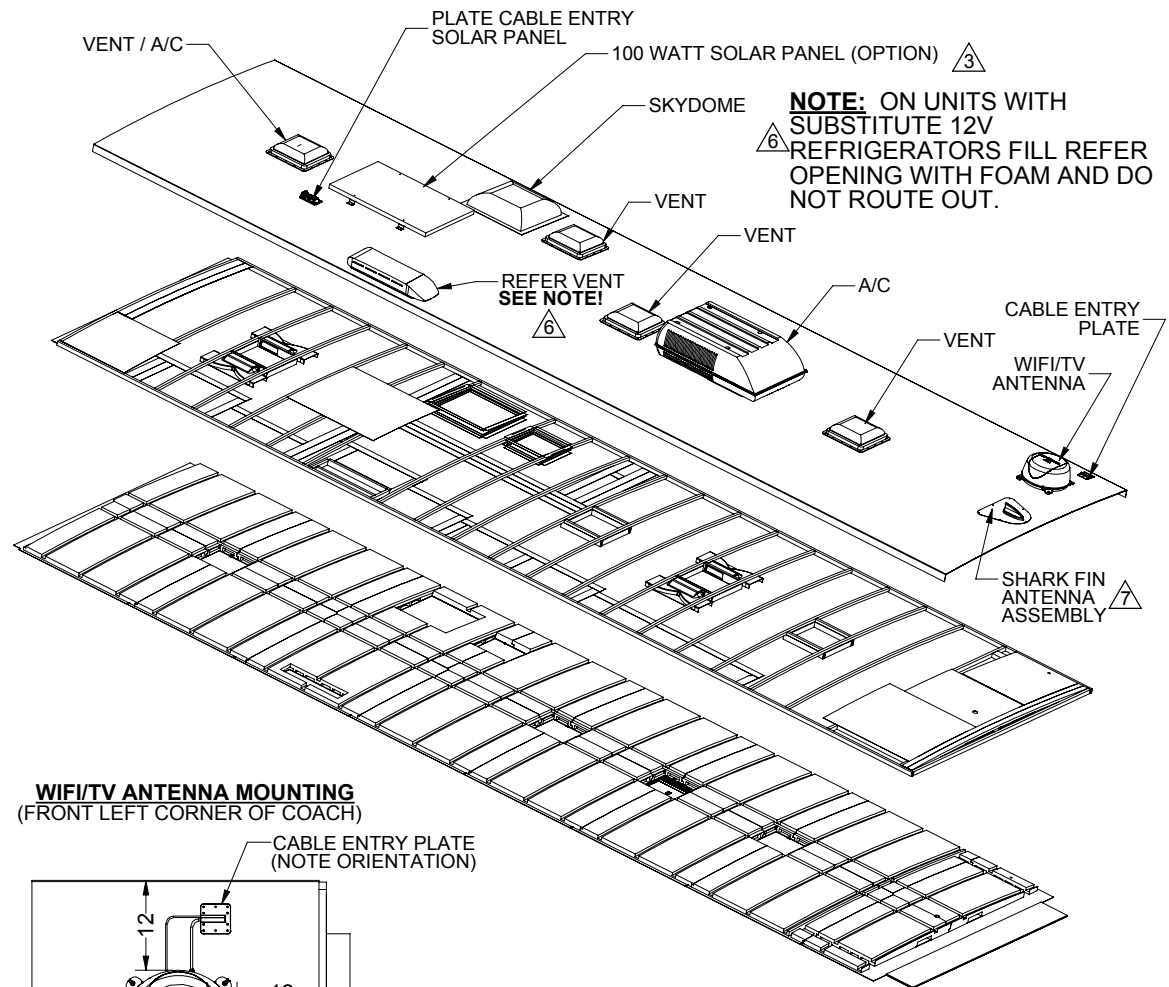 PLATE CABLE ENTRY
SOLAR PANEL
VENT / A/C
100 WATT SOLAR PANEL (OPTION)
3
SKYDOME
NOTE: ON UNITS WITH
SUBSTITUTE 12V
6
REFRIGERATORS FILL REFER
OPENING WITH FOAM AND DO
NOT ROUTE OUT.
VENT
VENT
REFER VENT
SEE NOTE!
6
A/C
CABLE ENTRY
PLATE
VENT
WIFI/TV
ANTENNA
SHARK FIN
ANTENNA
ASSEMBLY
7
WIFI/TV ANTENNA MOUNTING
(FRONT LEFT CORNER OF COACH)
CABLE ENTRY PLATE
(NOTE ORIENTATION)
12